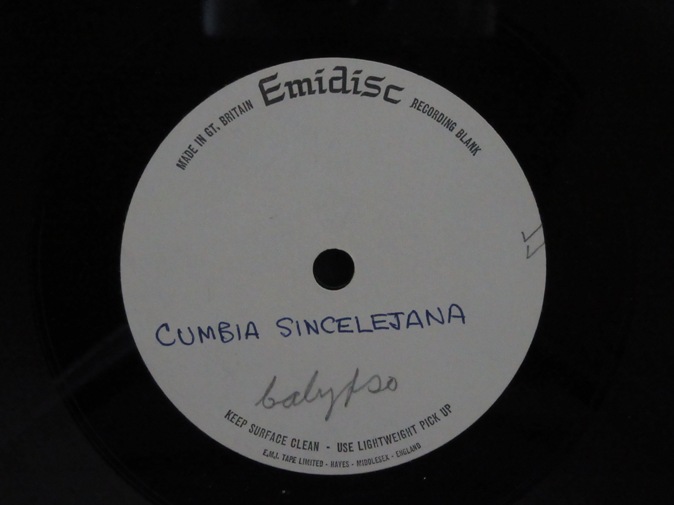 MADE IN GT. BRITAIN Emidisc RECORDING BLANK
CUMBIA SINCELEJANA
Calypso
KEEP SURFACE CLEAN - USE LIGHTWEIGHT PICK UP
E.M.I. TAPE LIMITED - HAYES - MIDDLESEX - ENGLAND